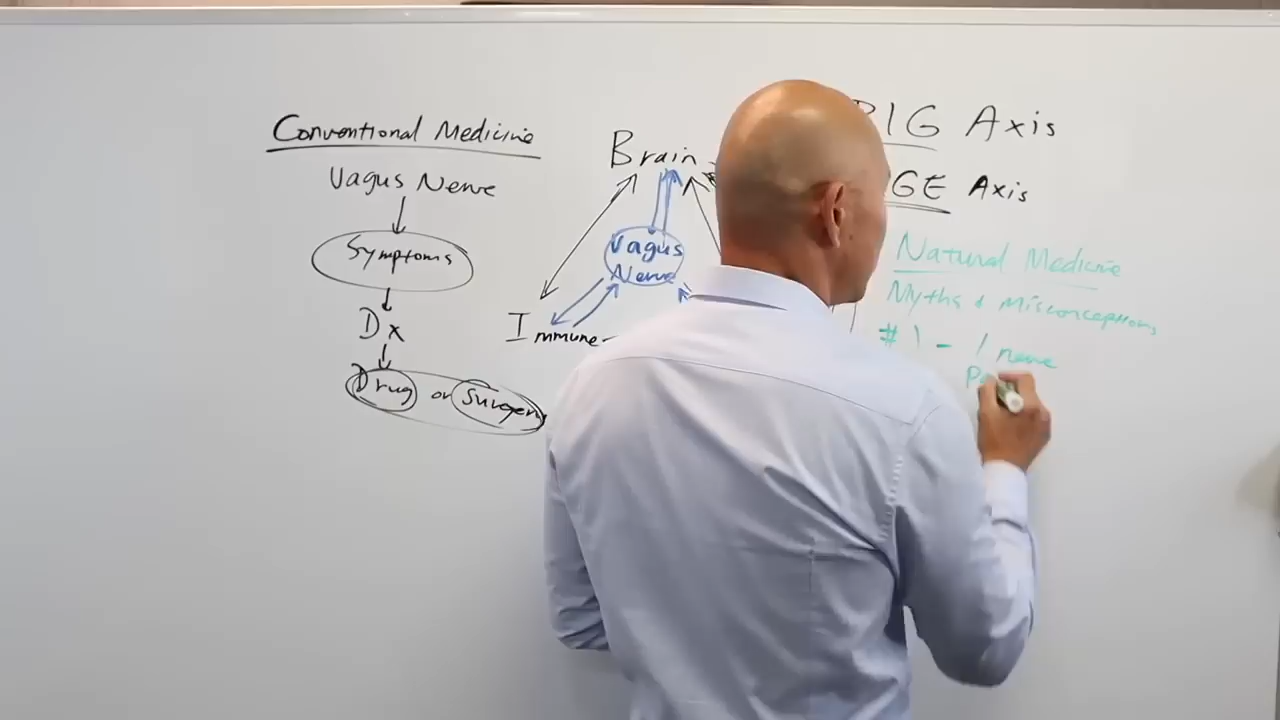 Conventional Medicine
Vagus Nerve
Symptoms
Dx
Drug or Surgery
Brain
Vagus
Nerve
Immune
IG Axis
GE Axis
Natural Medicine
Myths & Misconceptions
#1 - 1 nerve